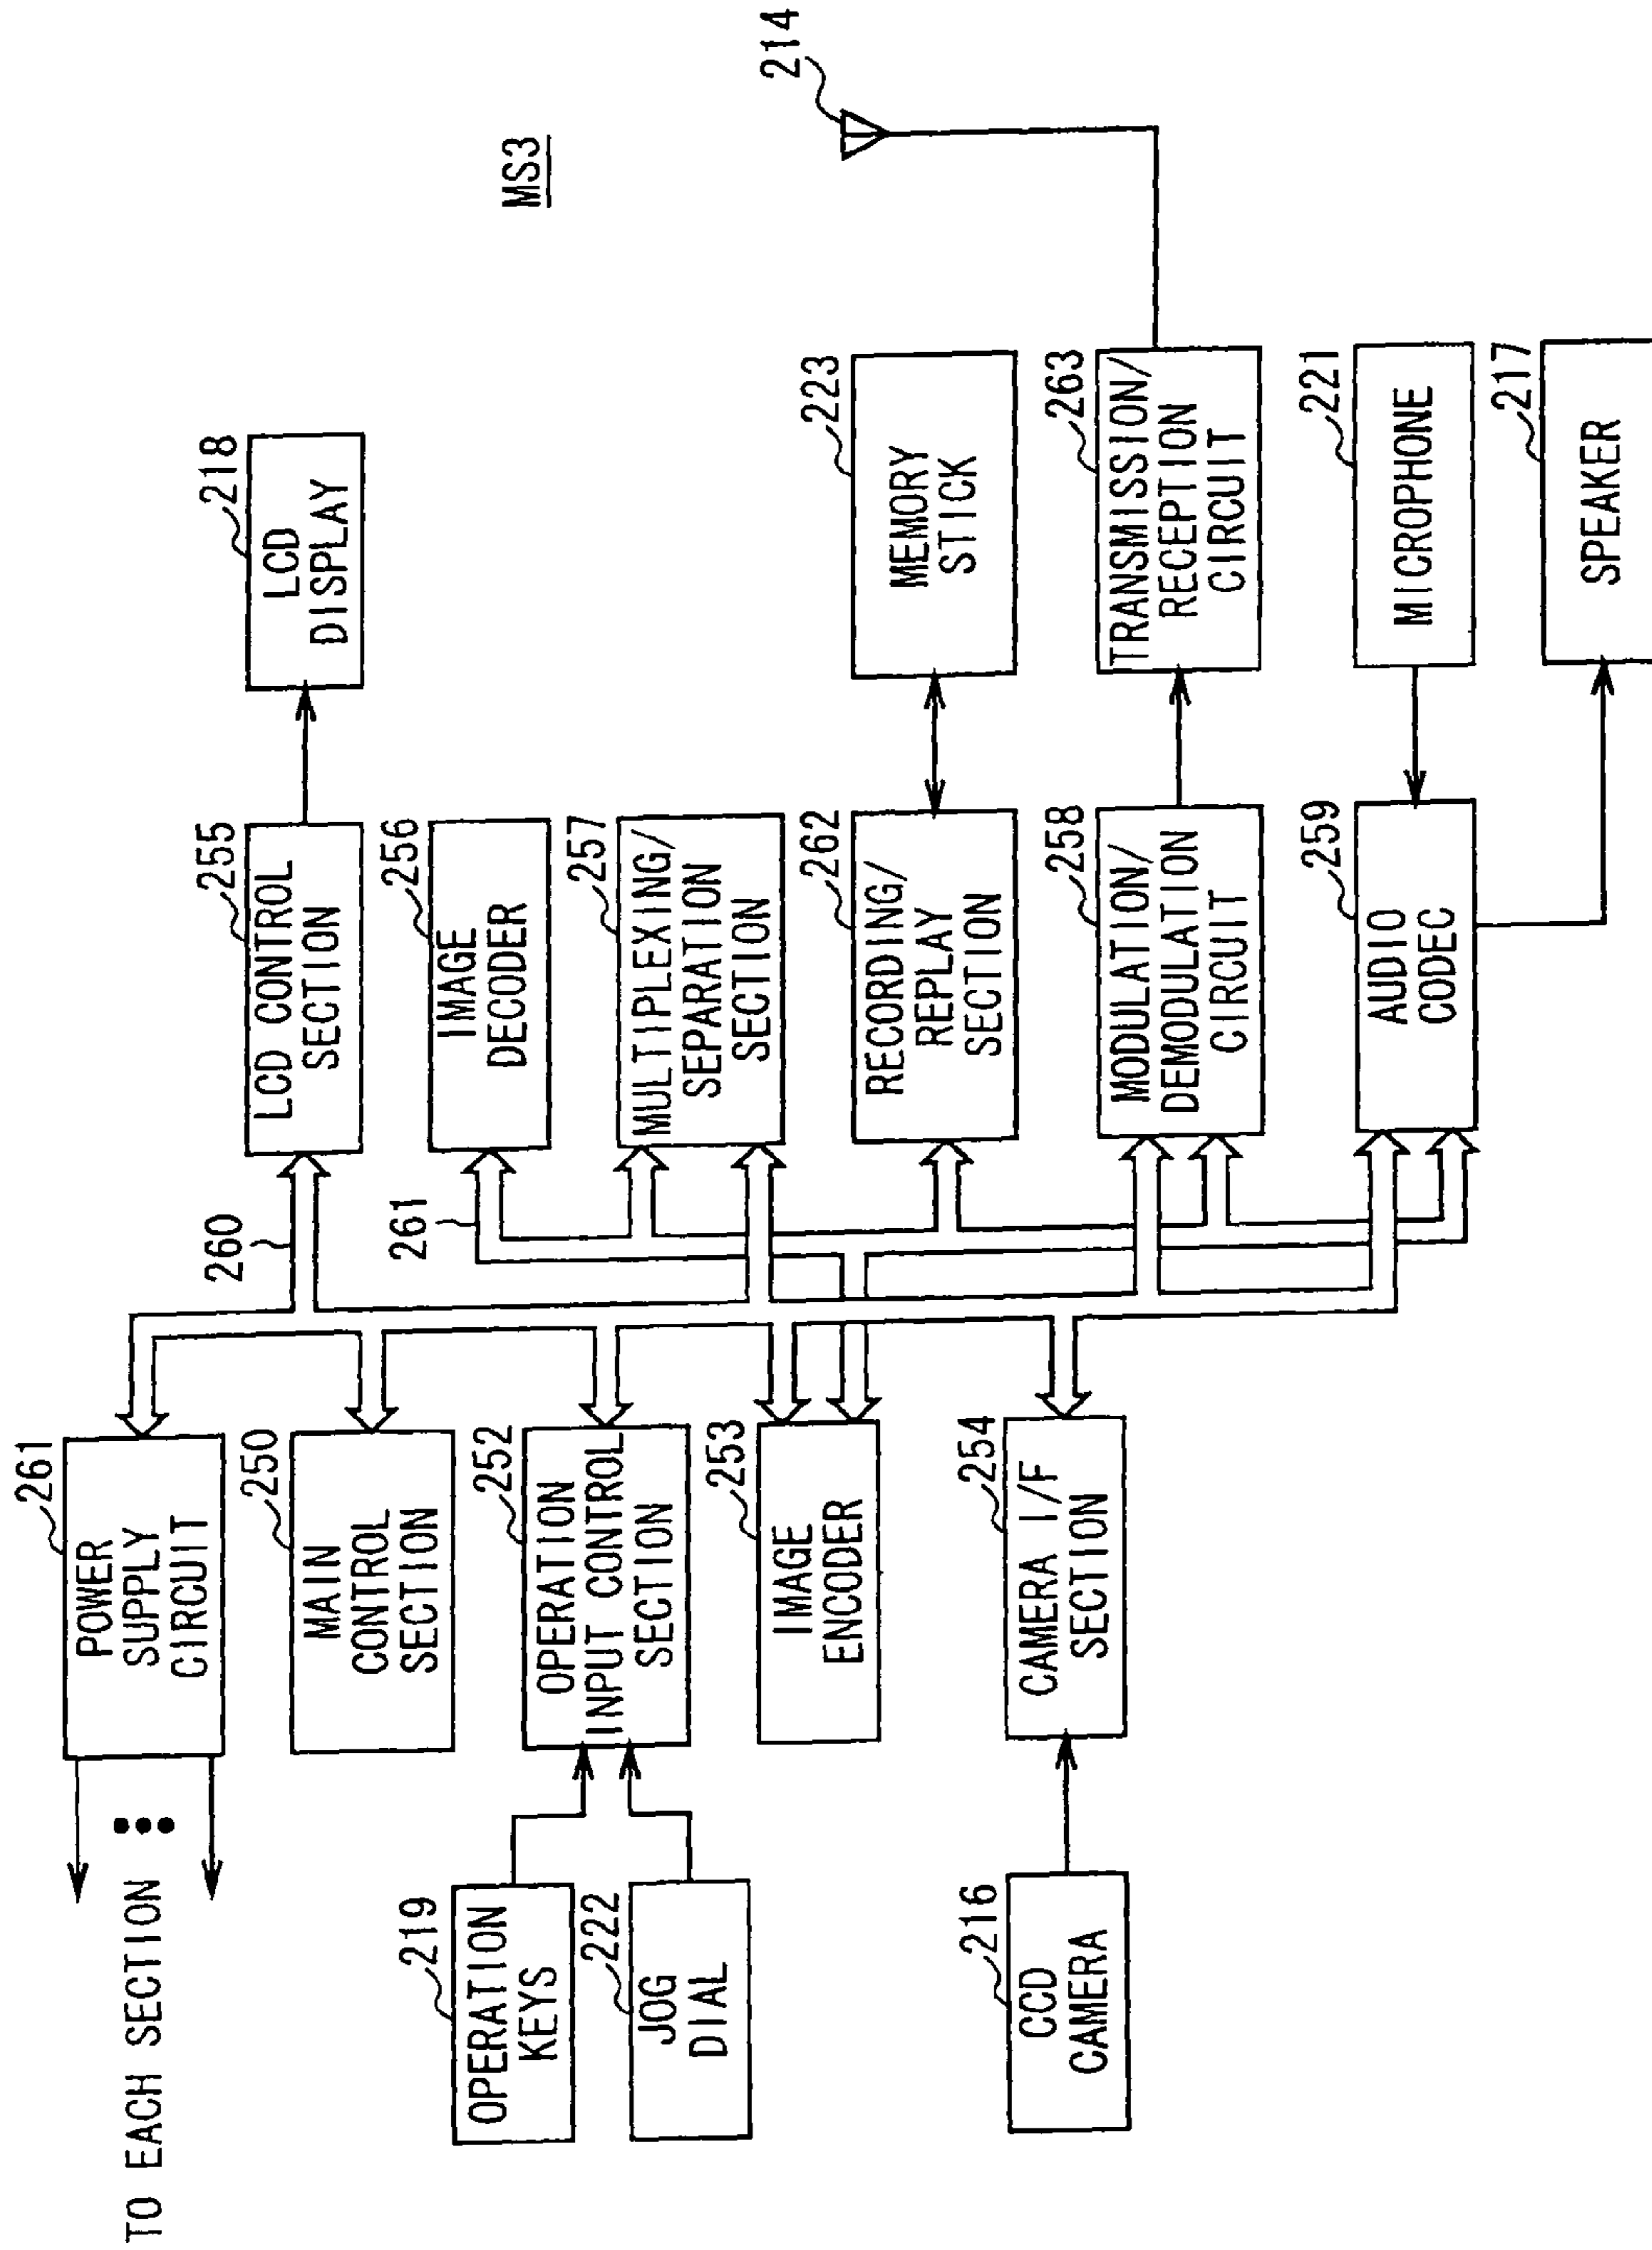 MS3
TO EACH SECTION
261
POWER
SUPPLY
CIRCUIT
260
255
LCD CONTROL
SECTION
218
LCD
DISPLAY
250
MAIN
CONTROL
SECTION
261
256
IMAGE
DECODER
219
OPERATION
KEYS
222
JOG
DIAL
252
OPERATION
INPUT CONTROL
SECTION
257
MULTIPLEXING/
SEPARATION
SECTION
253
IMAGE
ENCODER
262
RECORDING/
REPLAY
SECTION
223
MEMORY
STICK
214
216
CCD
CAMERA
254
CAMERA I/F
SECTION
258
MODULATION/
DEMODULATION
CIRCUIT
263
TRANSMISSION/
RECEPTION
CIRCUIT
259
AUDIO
CODEC
221
MICROPHONE
217
SPEAKER